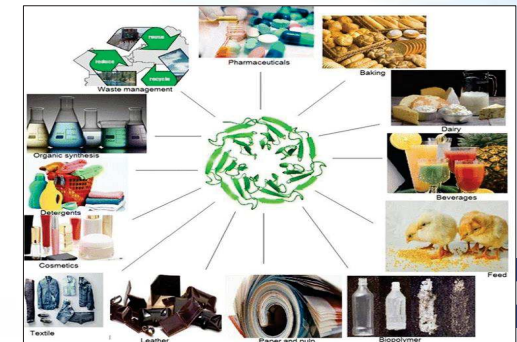 reuse
reduce
recycle
Waste management
Pharmaceuticals
Baking
Dairy
Beverages
Feed
Biopolymer
Paper and pulp
Leather
Textile
Cosmetics
Detergents
Organic synthesis